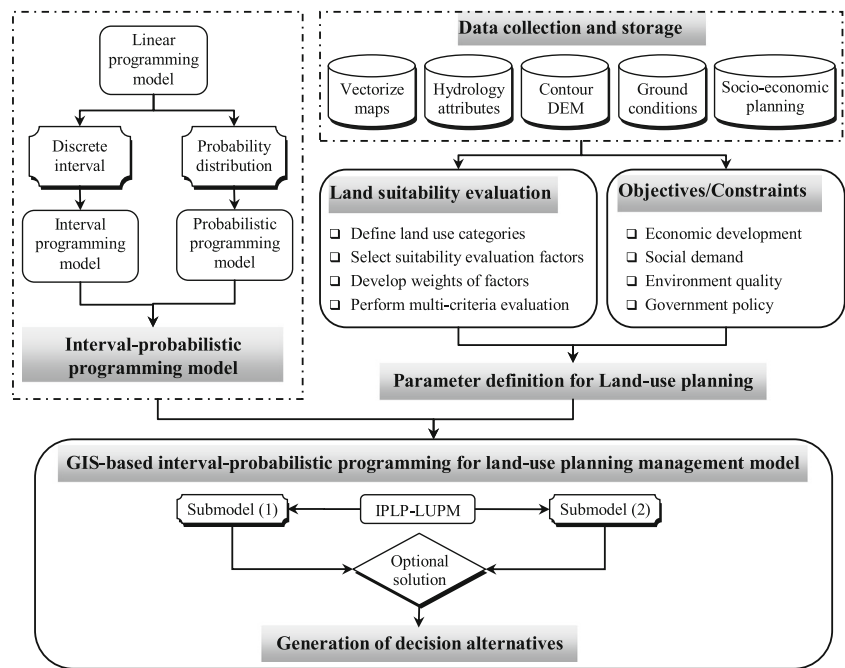 Linear
programming
model
Discrete
interval
Probability
distribution
Interval
programming
model
Probabilistic
programming
model
Interval-probabilistic
programming model
Data collection and storage
Vectorize
maps
Hydrology
attributes
Contour
DEM
Ground
conditions
Socio-economic
planning
Land suitability evaluation
❑ Define land use categories
❑ Select suitability evaluation factors
❑ Develop weights of factors
❑ Perform multi-criteria evaluation
Objectives/Constraints
❑ Economic development
❑ Social demand
❑ Environment quality
❑ Government policy
Parameter definition for Land-use planning
GIS-based interval-probabilistic programming for land-use planning management model
Submodel (1)
IPLP-LUPM
Submodel (2)
Optional
solution
Generation of decision alternatives